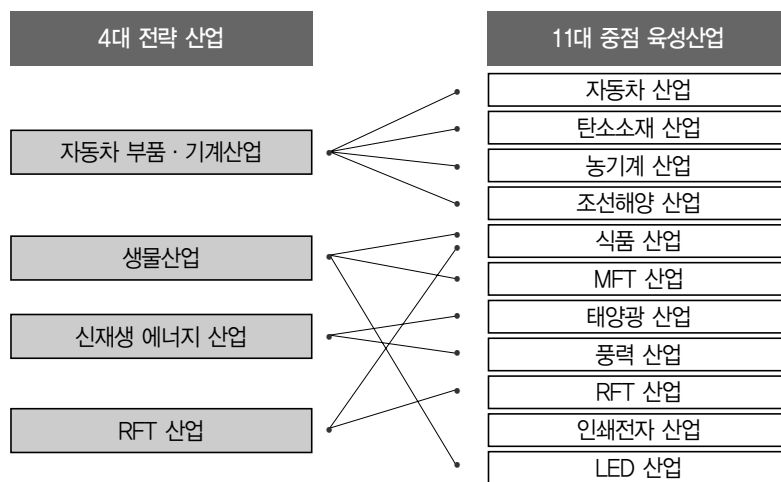 4대 전략 산업
11대 중점 육성산업
자동차 부품 · 기계산업
생물산업
신재생 에너지 산업
RFT 산업
자동차 산업
탄소소재 산업
농기계 산업
조선해양 산업
식품 산업
MFT 산업
태양광 산업
풍력 산업
RFT 산업
인쇄전자 산업
LED 산업